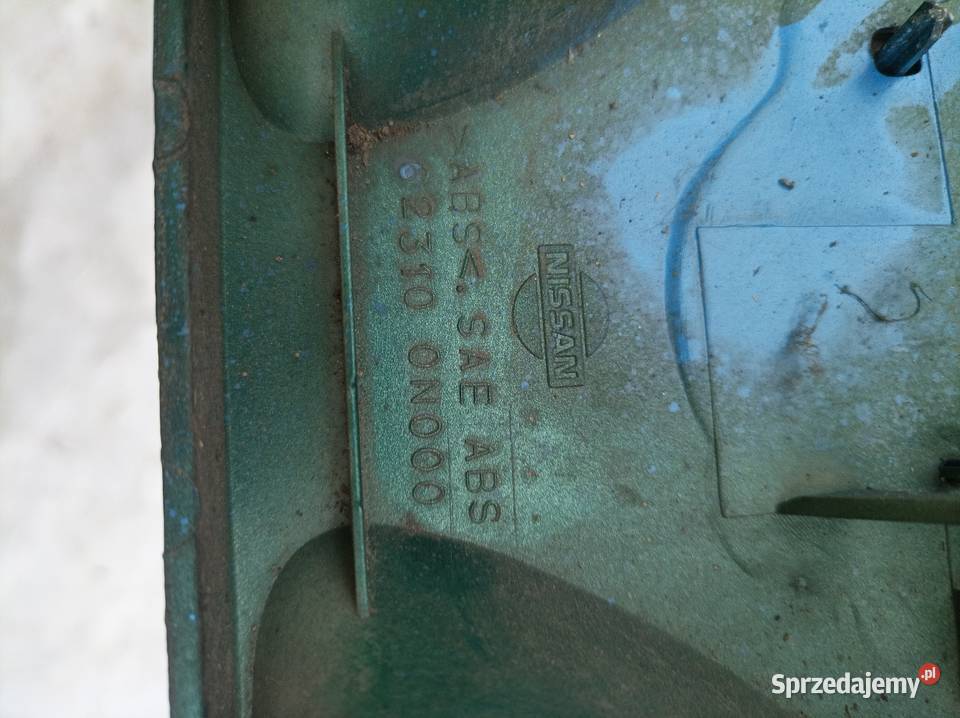 >ABS<. SAE ABS
62310 0N000
NISSAN
Sprzedajemy.pl